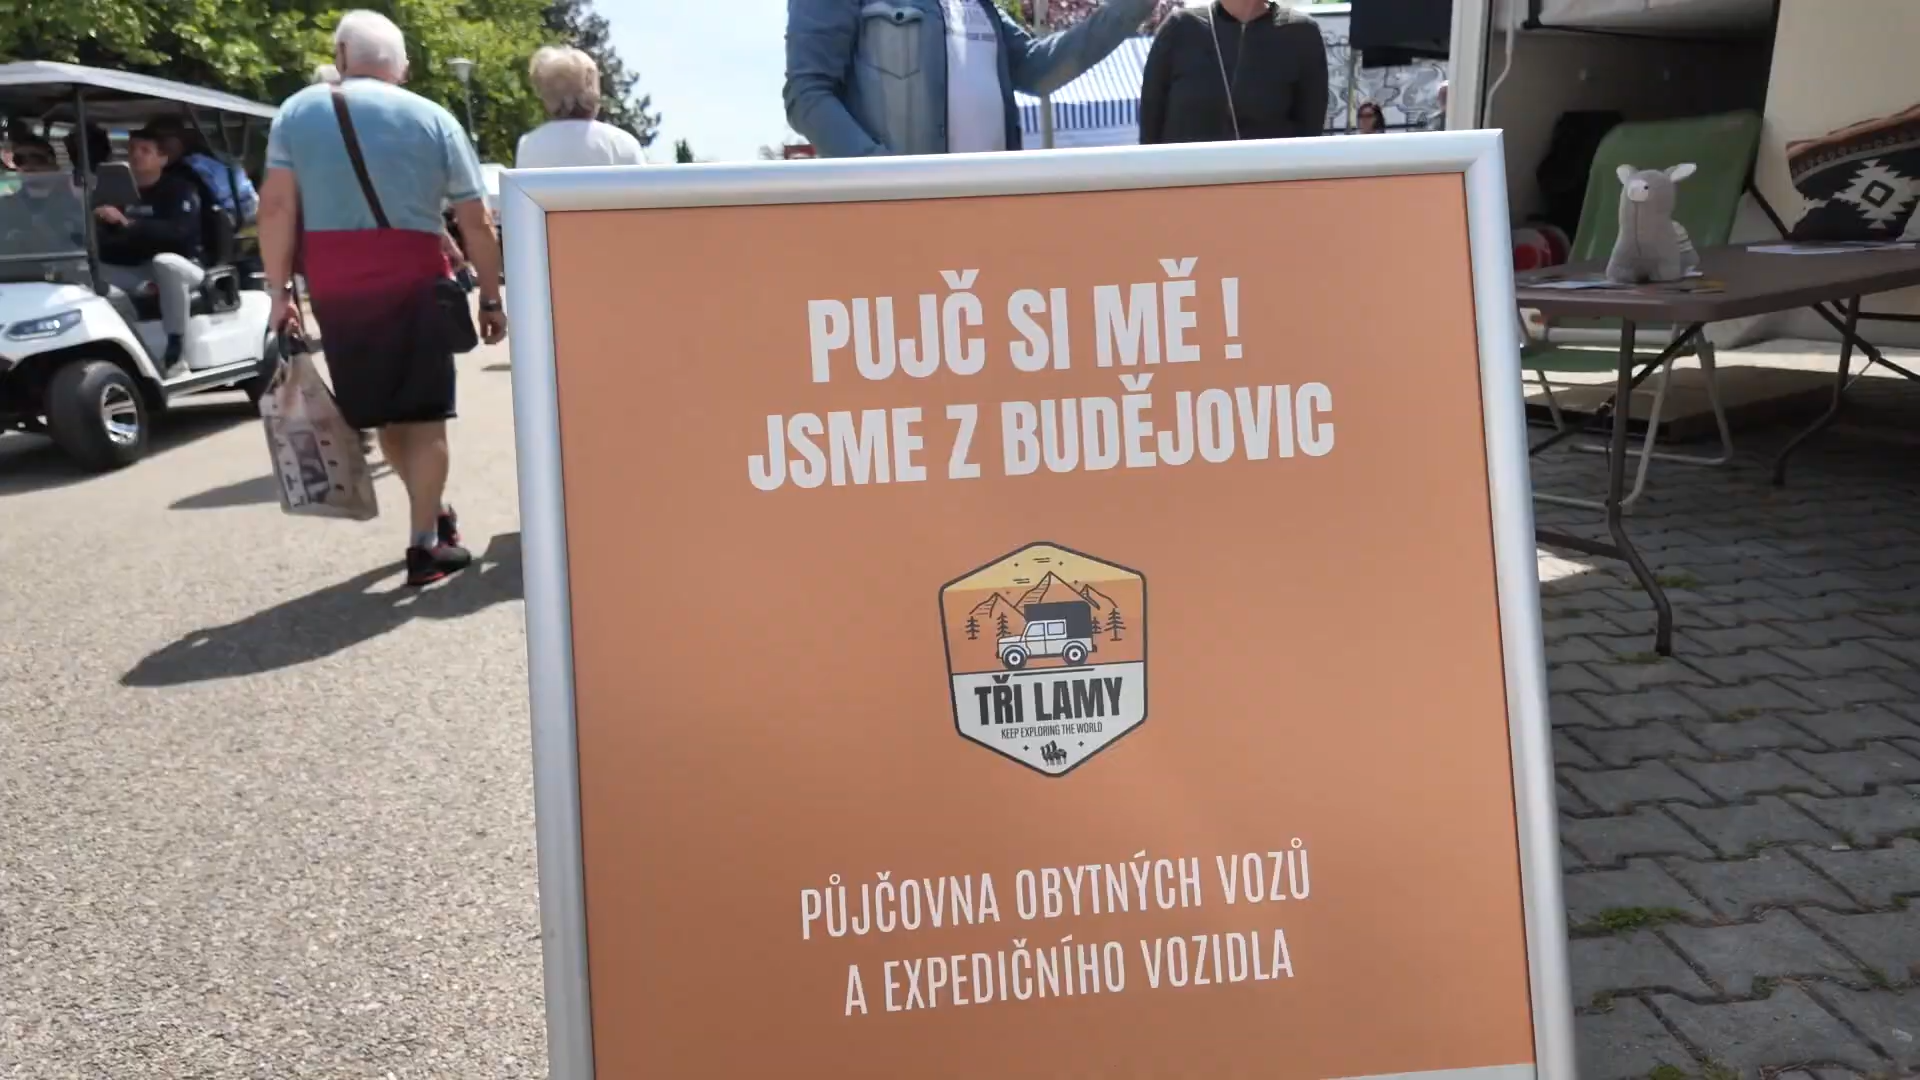 PUJČ SI MĚ !
JSME Z BUDĚJOVIC
TŘI LAMY
KEEP EXPLORING THE WORLD
PŮJČOVNA OBYTNÝCH VOZŮ
A EXPEDIČNÍHO VOZIDLA